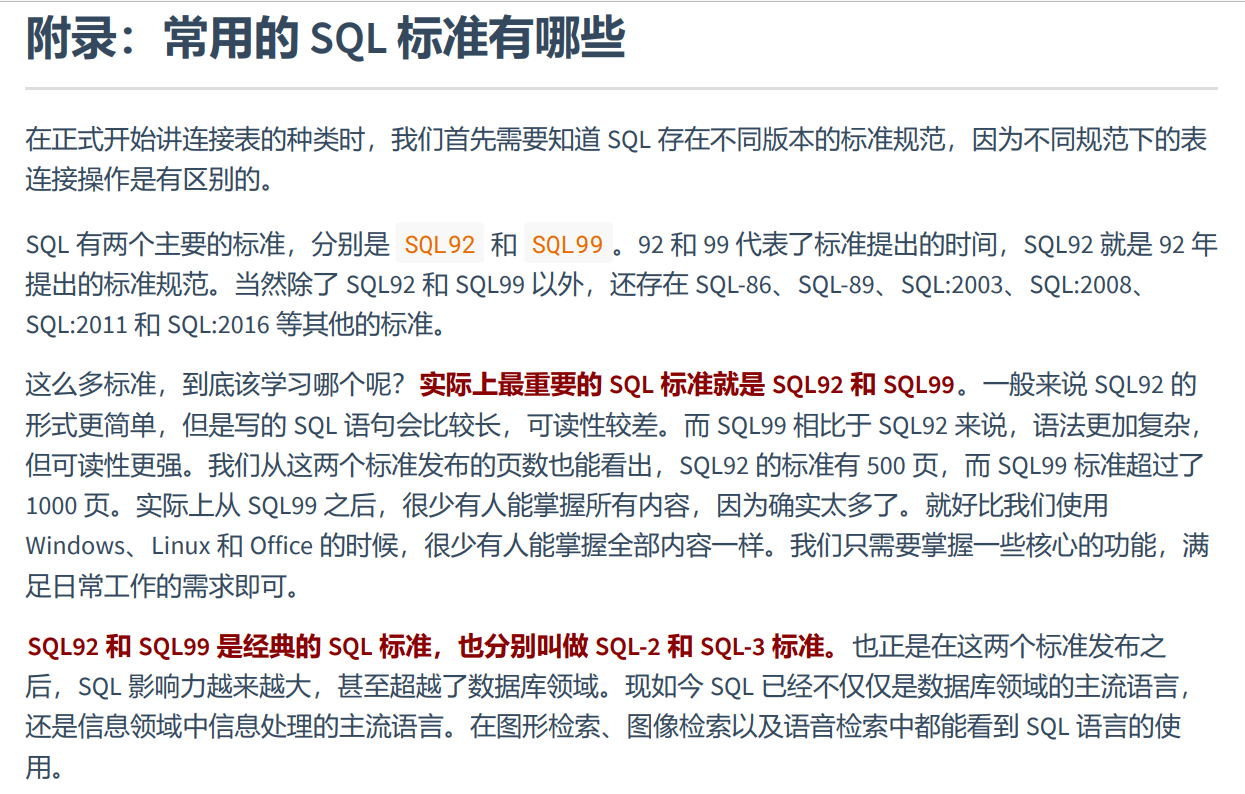 附录：常用的 SQL 标准有哪些
在正式开始讲连接表的种类时，我们首先需要知道 SQL 存在不同版本的标准规范，因为不同规范下的表
连接操作是有区别的。
SQL 有两个主要的标准，分别是 SQL92 和 SQL99 。92 和 99 代表了标准提出的时间，SQL92 就是 92 年
提出的标准规范。当然除了 SQL92 和 SQL99 以外，还存在 SQL-86、SQL-89、SQL:2003、SQL:2008、
SQL:2011 和 SQL:2016 等其他的标准。
这么多标准，到底该学习哪个呢？实际上最重要的 SQL 标准就是 SQL92 和 SQL99。一般来说 SQL92 的
形式更简单，但是写的 SQL 语句会比较长，可读性较差。而 SQL99 相比于 SQL92 来说，语法更加复杂，
但可读性更强。我们从这两个标准发布的页数也能看出，SQL92 的标准有 500 页，而 SQL99 标准超过了
1000 页。实际上从 SQL99 之后，很少有人能掌握所有内容，因为确实太多了。就好比我们使用
Windows、Linux 和 Office 的时候，很少有人能掌握全部内容一样。我们只需要掌握一些核心的功能，满
足日常工作的需求即可。
SQL92 和 SQL99 是经典的 SQL 标准，也分别叫做 SQL-2 和 SQL-3 标准。也正是在这两个标准发布之
后，SQL 影响力越来越大，甚至超越了数据库领域。现如今 SQL 已经不仅仅是数据库领域的主流语言，
还是信息领域中信息处理的主流语言。在图形检索、图像检索以及语音检索中都能看到 SQL 语言的使
用。